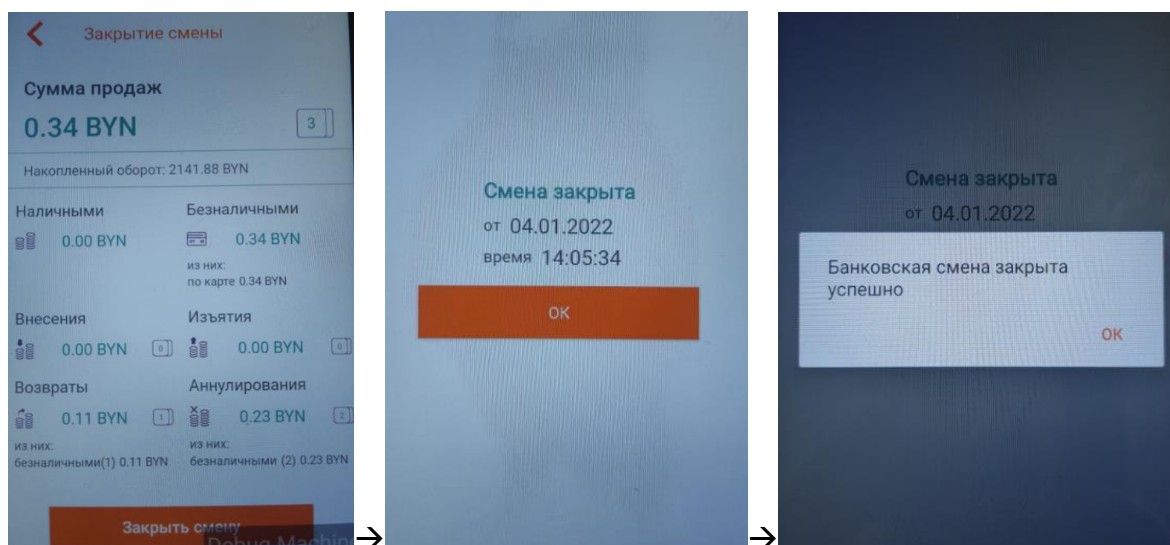 Закрытие смены
Сумма продаж
0.34 BYN 3
Накопленный оборот: 2141.88 BYN
Наличными Безналичными
0.00 BYN 0.34 BYN
из них:
по карте 0.34 BYN
Внесения Изъятия
0.00 BYN 0 0.00 BYN 0
Возвраты Аннулирования
0.11 BYN 1 0.23 BYN 2
из них: из них:
безналичными(1) 0.11 BYN безналичными (2) 0.23 BYN
Закрыть смену
Debug Machin
→
Смена закрыта
от 04.01.2022
время 14:05:34
ОК
→
Смена закрыта
от 04.01.2022
Банковская смена закрыта
успешно
ОК